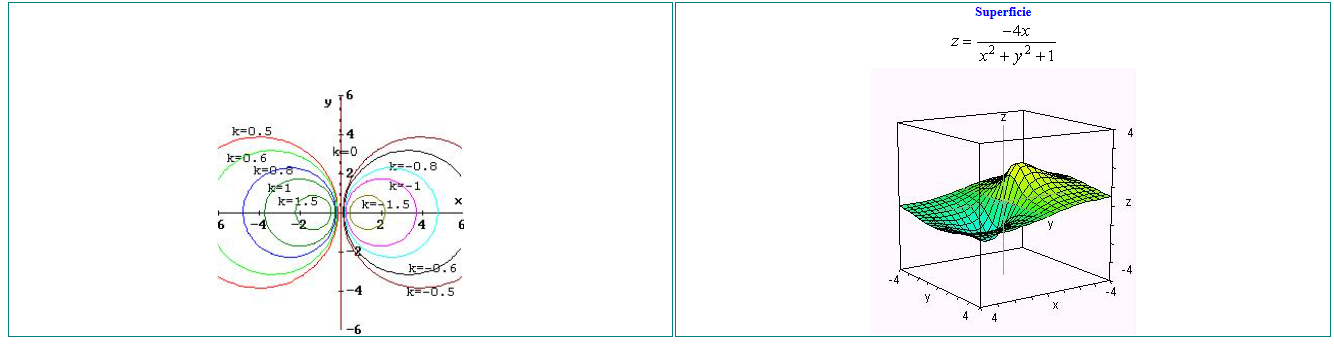 y
6
k=0.5
4
k=0
k=0.6
k=-0.8
k=0.8
2
k=1
k=-1
k=1.5
k=-1.5
x
6
-4
-2
2
4
6
-2
k=-0.6
-4
k=-0.5
-6
Superficie
z = -4x / x² + y² + 1
z
4
z
y
-4
-4
y
x
-4
4
4